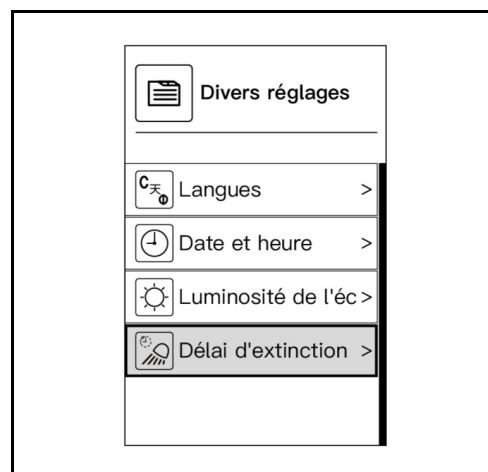 Divers réglages
Langues >
Date et heure >
Luminosité de l'éc >
Délai d'extinction >